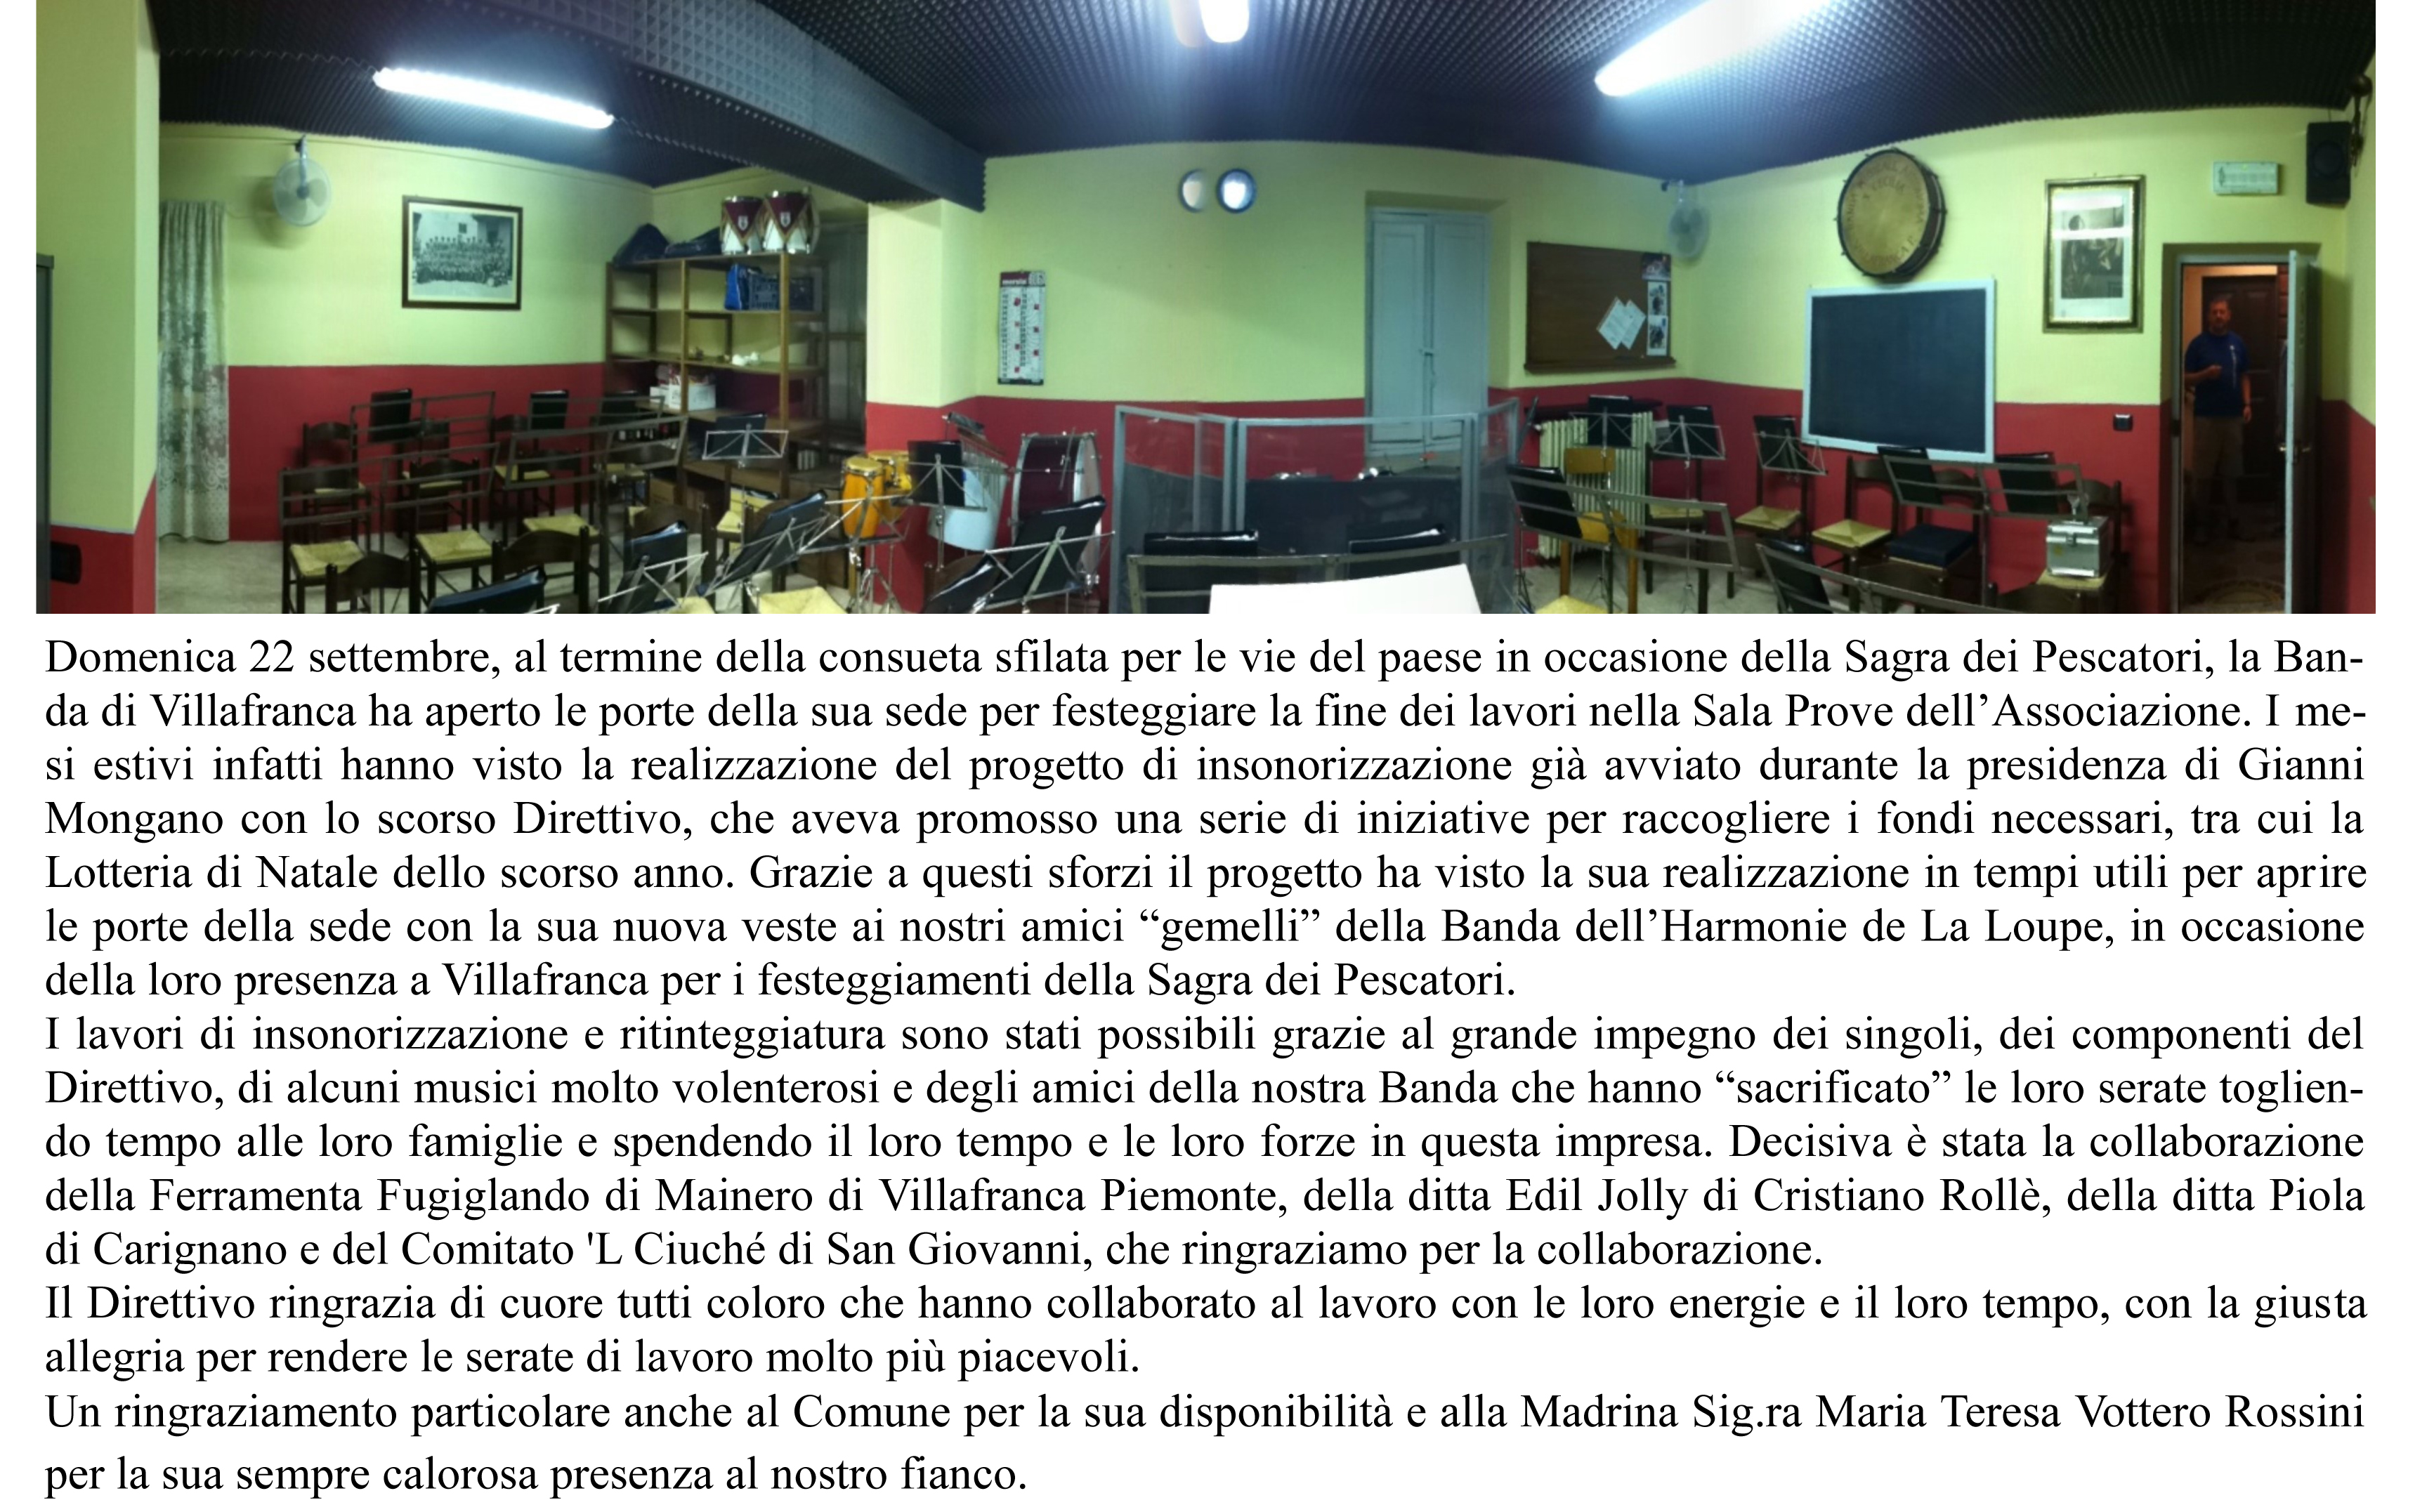 Domenica 22 settembre, al termine della consueta sfilata per le vie del paese in occasione della Sagra dei Pescatori, la Ban-
da di Villafranca ha aperto le porte della sua sede per festeggiare la fine dei lavori nella Sala Prove dell’Associazione. I me-
si estivi infatti hanno visto la realizzazione del progetto di insonorizzazione già avviato durante la presidenza di Gianni
Mongano con lo scorso Direttivo, che aveva promosso una serie di iniziative per raccogliere i fondi necessari, tra cui la
Lotteria di Natale dello scorso anno. Grazie a questi sforzi il progetto ha visto la sua realizzazione in tempi utili per aprire
le porte della sede con la sua nuova veste ai nostri amici “gemelli” della Banda dell’Harmonie de La Loupe, in occasione
della loro presenza a Villafranca per i festeggiamenti della Sagra dei Pescatori.
I lavori di insonorizzazione e ritinteggiatura sono stati possibili grazie al grande impegno dei singoli, dei componenti del
Direttivo, di alcuni musici molto volenterosi e degli amici della nostra Banda che hanno “sacrificato” le loro serate toglien-
do tempo alle loro famiglie e spendendo il loro tempo e le loro forze in questa impresa. Decisiva è stata la collaborazione
della Ferramenta Fugiglando di Mainero di Villafranca Piemonte, della ditta Edil Jolly di Cristiano Rollè, della ditta Piola
di Carignano e del Comitato 'L Ciuché di San Giovanni, che ringraziamo per la collaborazione.
Il Direttivo ringrazia di cuore tutti coloro che hanno collaborato al lavoro con le loro energie e il loro tempo, con la giusta
allegria per rendere le serate di lavoro molto più piacevoli.
Un ringraziamento particolare anche al Comune per la sua disponibilità e alla Madrina Sig.ra Maria Teresa Vottero Rossini
per la sua sempre calorosa presenza al nostro fianco.